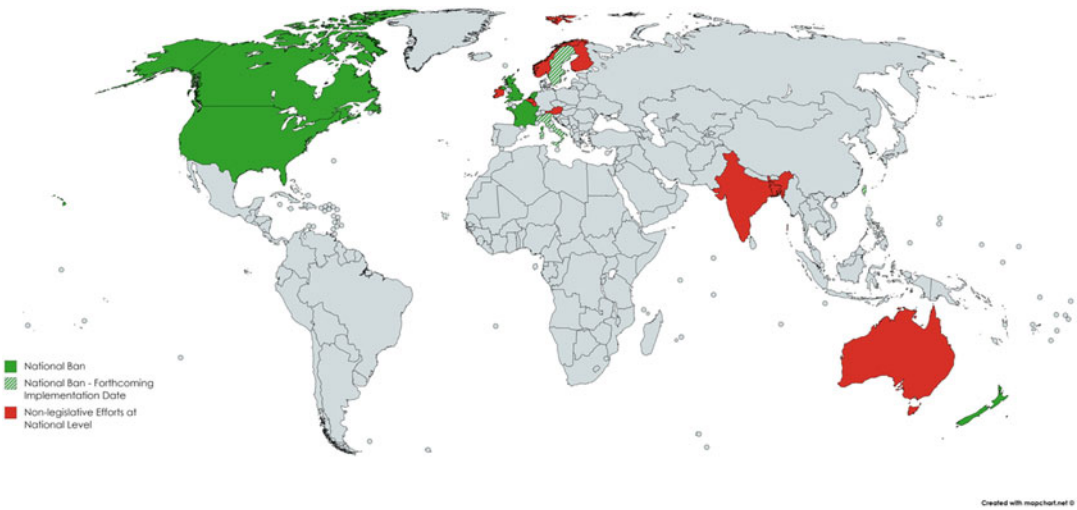 National Ban
National Ban - Forthcoming
Implementation Date
Non-legislative Efforts at
National Level
Created with mapchart.net ©